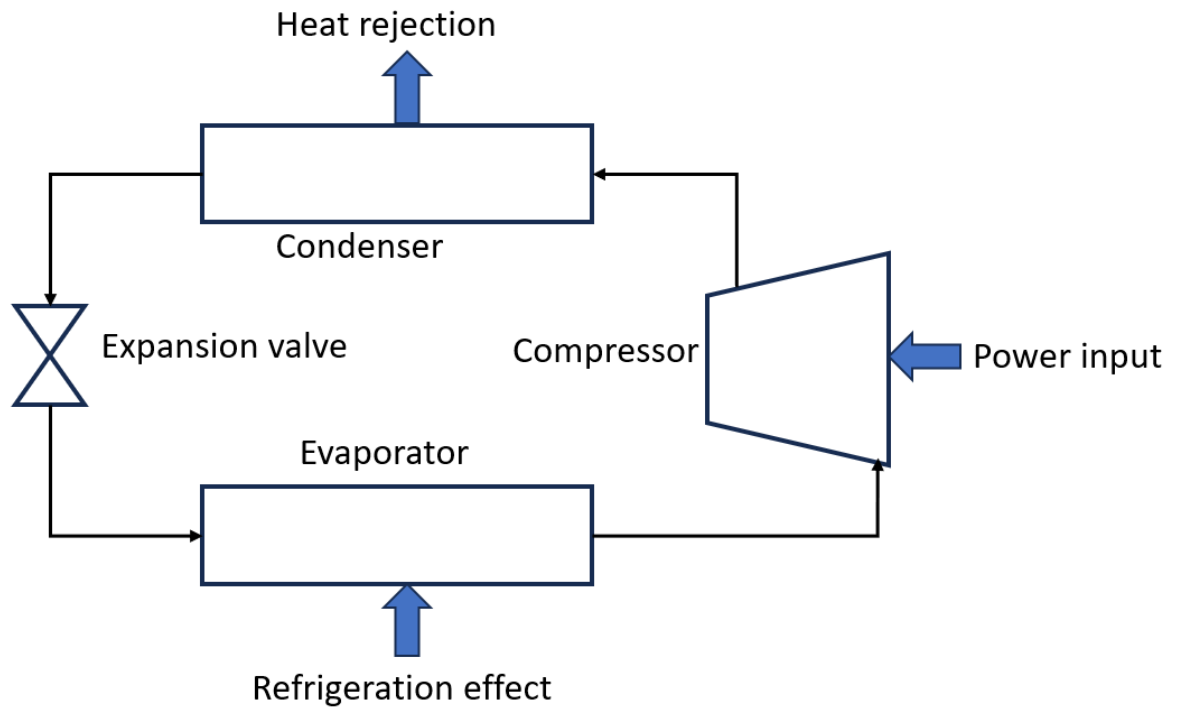 Heat rejection
Condenser
Expansion valve
Compressor
Power input
Evaporator
Refrigeration effect